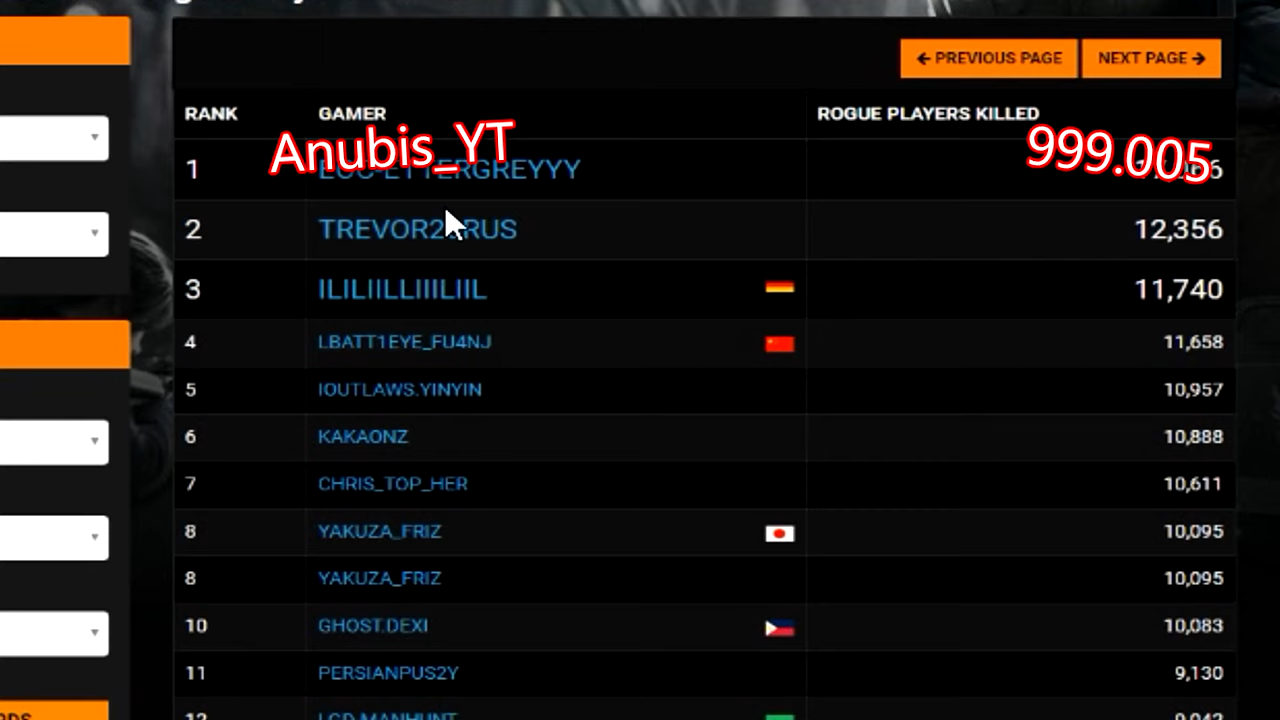 ← PREVIOUS PAGE NEXT PAGE →
RANK GAMER ROGUE PLAYERS KILLED
Anubis_YT 999.005
1
2 12,356
3 ILILIILLIIILIIL 11,740
4 LBATT1EYE_FU4NJ 11,658
5 IOUTLAWS.YINYIN 10,957
6 KAKAONZ 10,888
7 CHRIS_TOP_HER 10,611
8 YAKUZA_FRIZ 10,095
8 YAKUZA_FRIZ 10,095
10 GHOST.DEXI 10,083
11 PERSIANPUS2Y 9,130
12